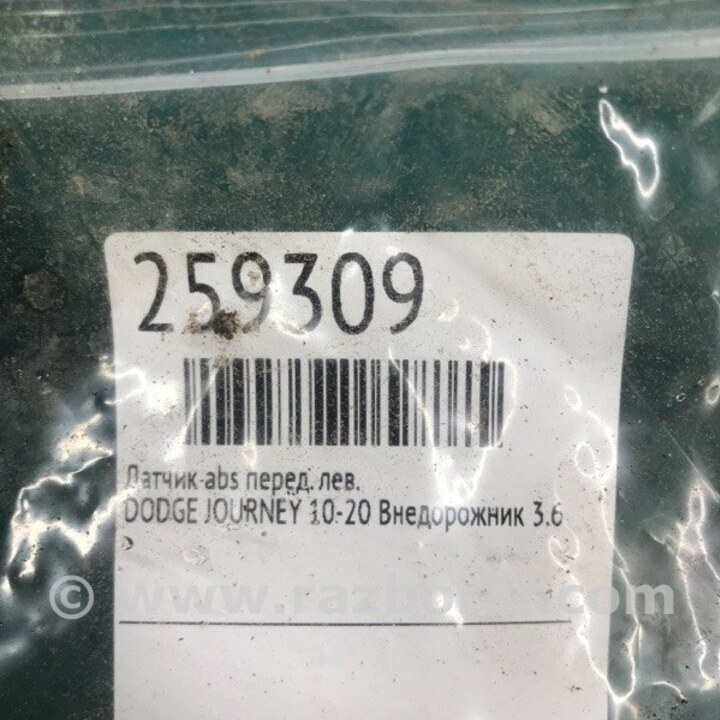 259309
Датчик abs перед. лев.
DODGE JOURNEY 10-20 Внедорожник 3.6